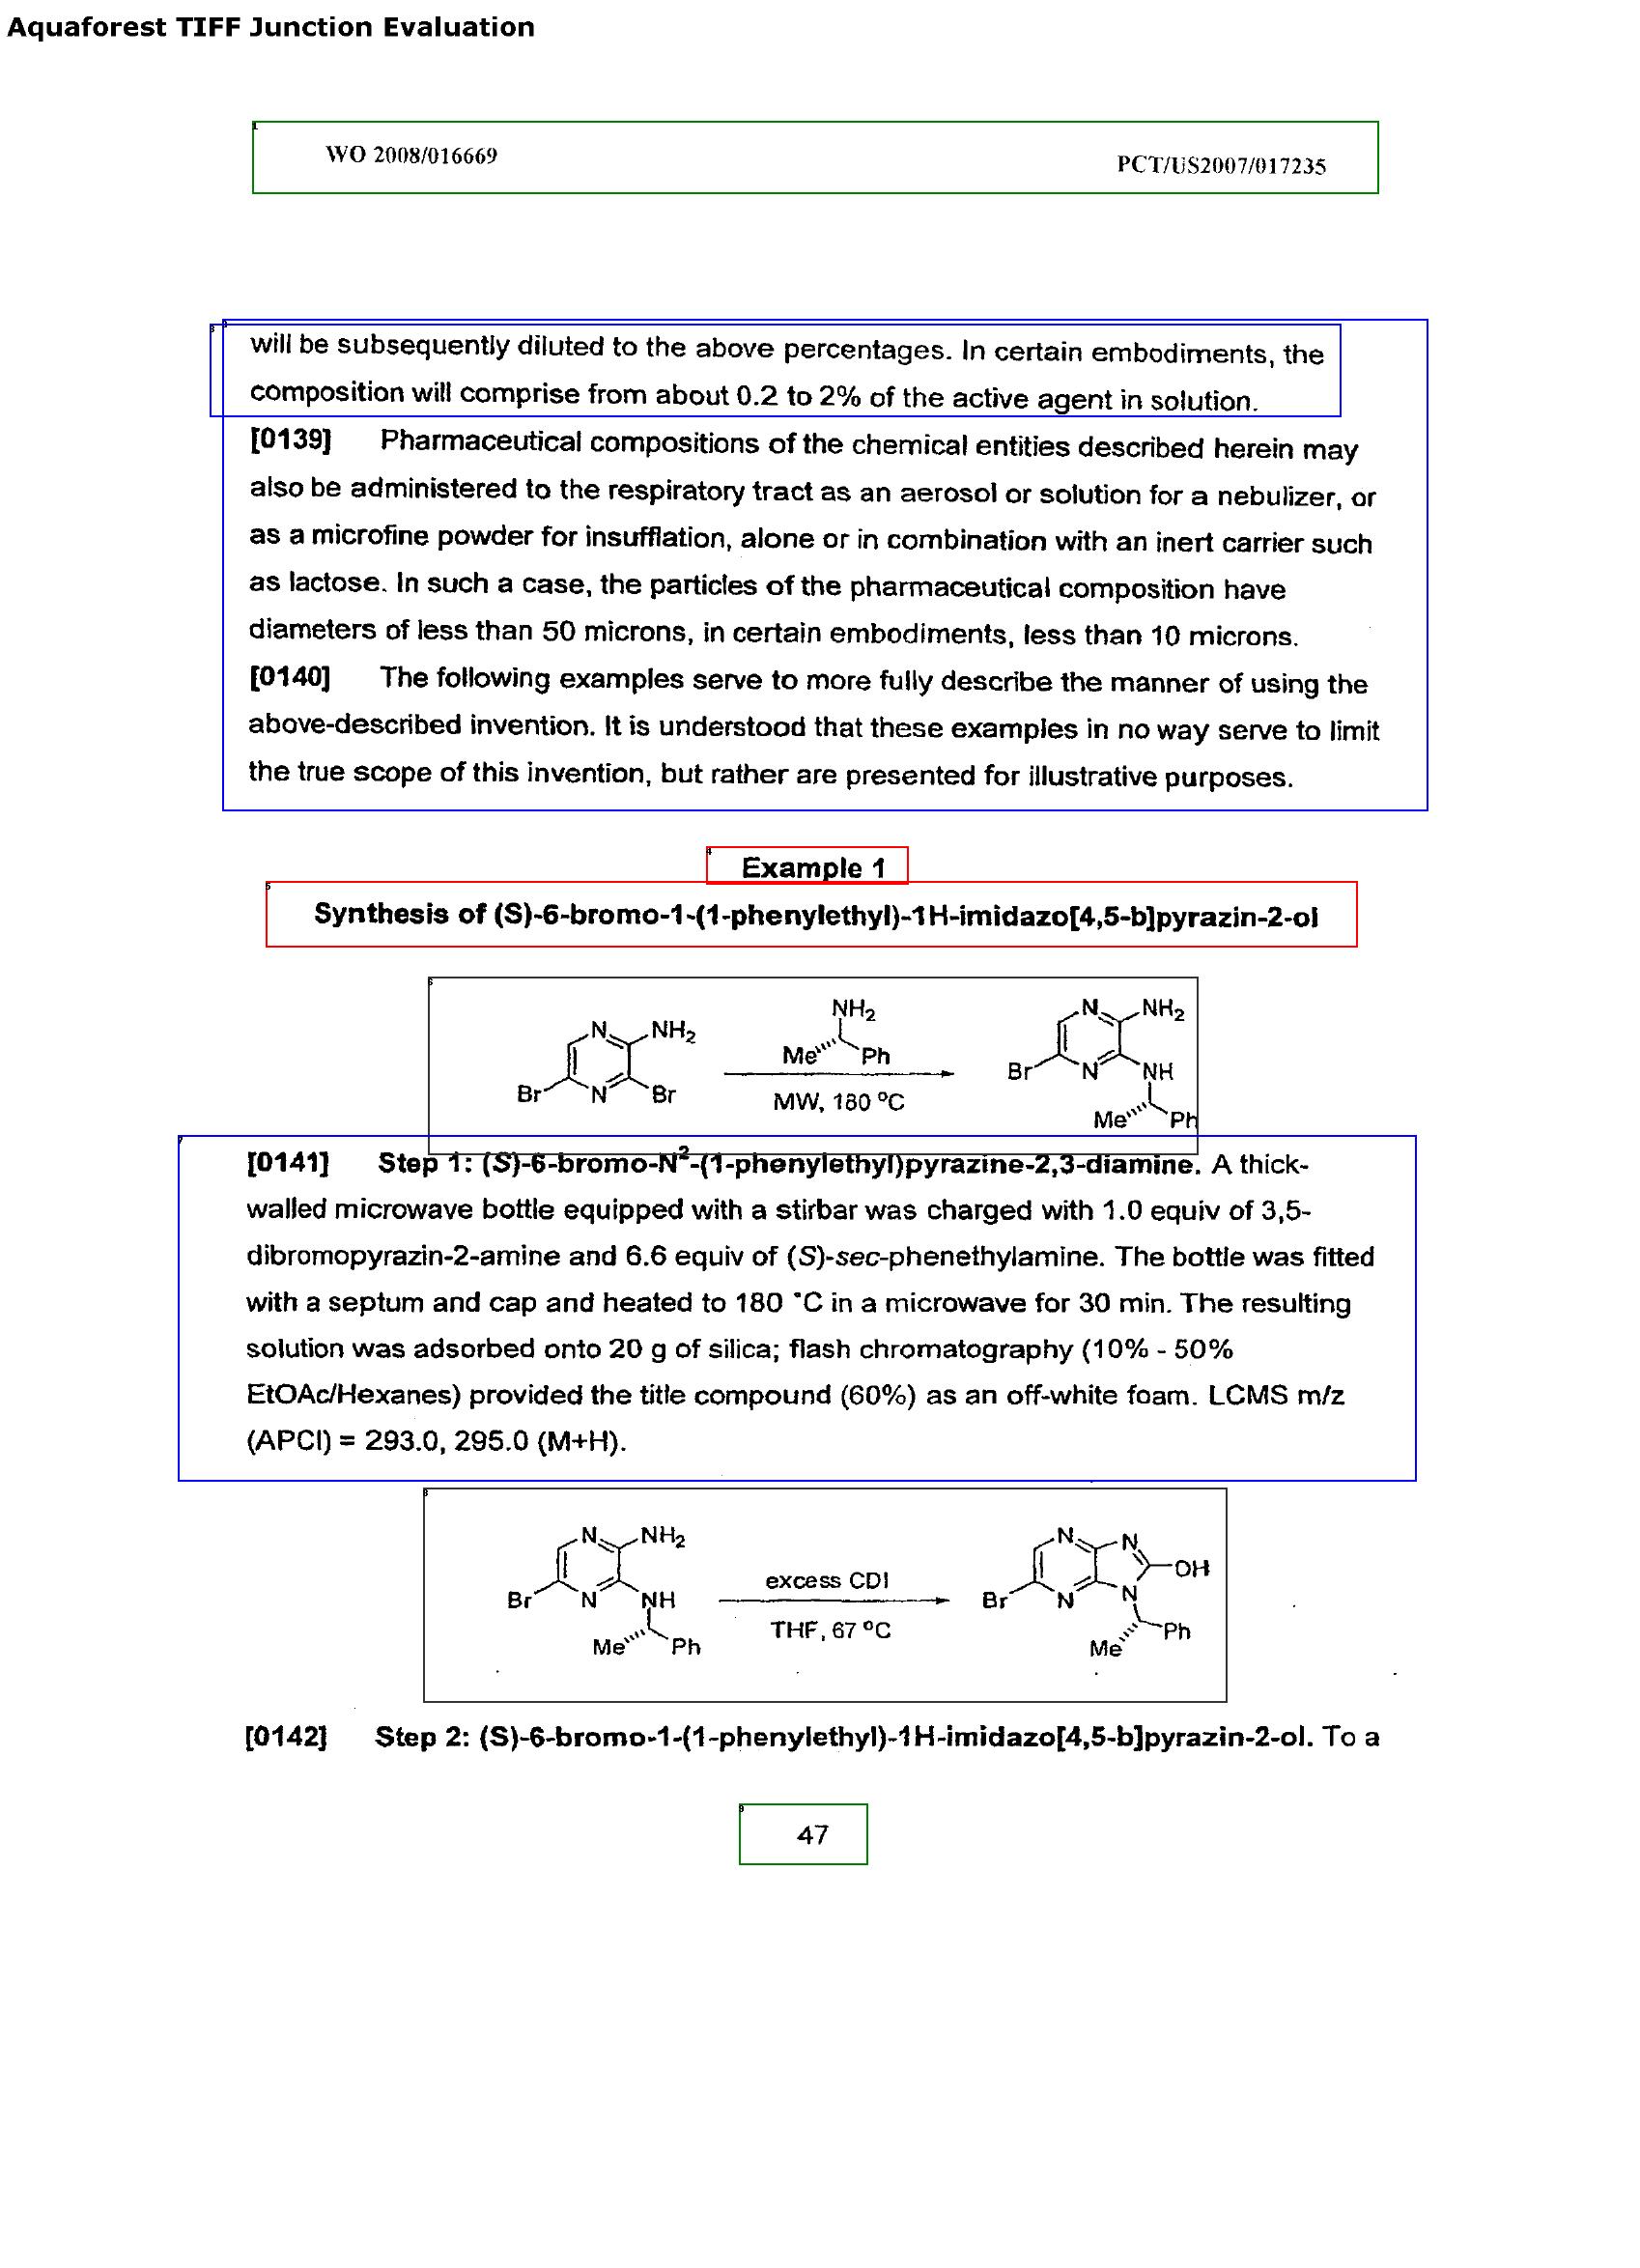 Aquaforest TIFF Junction Evaluation
WO 2008/016669 PCT/US2007/017235
will be subsequently diluted to the above percentages. In certain embodiments, the
composition will comprise from about 0.2 to 2% of the active agent in solution.
[0139] Pharmaceutical compositions of the chemical entities described herein may
also be administered to the respiratory tract as an aerosol or solution for a nebulizer, or
as a microfine powder for insufflation, alone or in combination with an inert carrier such
as lactose. In such a case, the particles of the pharmaceutical composition have
diameters of less than 50 microns, in certain embodiments, less than 10 microns.
[0140] The following examples serve to more fully describe the manner of using the
above-described invention. It is understood that these examples in no way serve to limit
the true scope of this invention, but rather are presented for illustrative purposes.
Example 1
Synthesis of (S)-6-bromo-1-(1-phenylethyl)-1H-imidazo[4,5-b]pyrazin-2-ol
NH2 N NH2
N NH2 Me Ph Br N NH
Br N Br MW, 180 °C Me Ph
[0141] Step 1: (S)-6-bromo-N²-(1-phenylethyl)pyrazine-2,3-diamine. A thick-
walled microwave bottle equipped with a stirbar was charged with 1.0 equiv of 3,5-
dibromopyrazin-2-amine and 6.6 equiv of (S)-sec-phenethylamine. The bottle was fitted
with a septum and cap and heated to 180 °C in a microwave for 30 min. The resulting
solution was adsorbed onto 20 g of silica; flash chromatography (10% - 50%
EtOAc/Hexanes) provided the title compound (60%) as an off-white foam. LCMS m/z
(APCI) = 293.0, 295.0 (M+H).
N NH2 N N
excess CDI OH
Br N NH Br N N
THF, 67 °C
Me Ph Me Ph
[0142] Step 2: (S)-6-bromo-1-(1-phenylethyl)-1H-imidazo[4,5-b]pyrazin-2-ol. To a
47